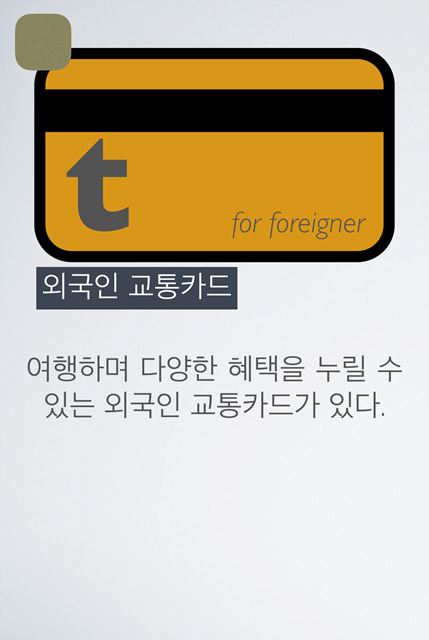 t
for foreigner
외국인 교통카드
여행하며 다양한 혜택을 누릴 수
있는 외국인 교통카드가 있다.